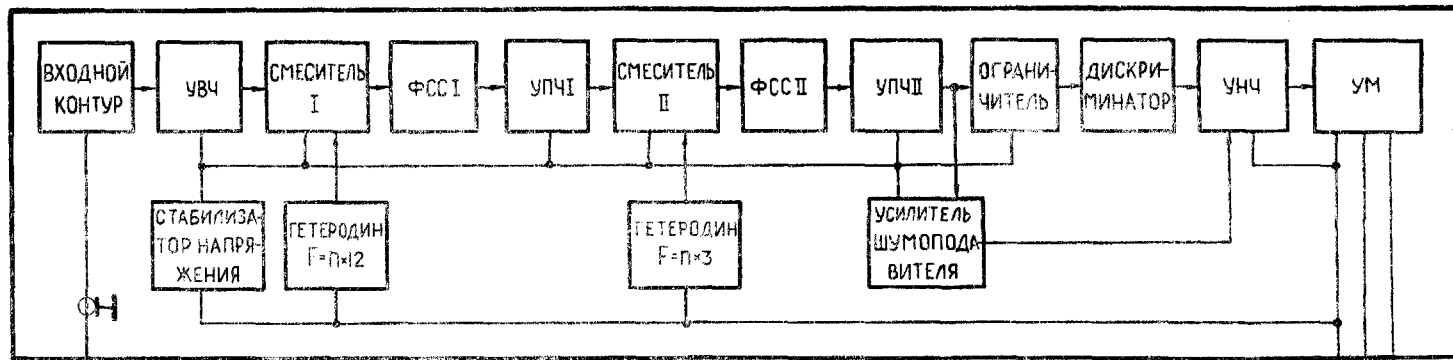 ВХОДНОЙ
КОНТУР
УВЧ
СМЕСИТЕЛЬ
I
ФСС I
УПЧ I
СМЕСИТЕЛЬ
II
ФСС II
УПЧ II
ОГРАНИ-
ЧИТЕЛЬ
ДИСКРИ-
МИНАТОР
УНЧ
УМ
СТАБИЛИЗА-
ТОР НАПРЯ-
ЖЕНИЯ
ГЕТЕРОДИН
F=n×12
ГЕТЕРОДИН
F=n×3
УСИЛИТЕЛЬ
ШУМОПОДА
ВИТЕЛЯ